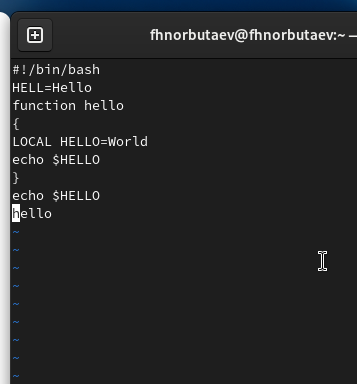 fhnorbutaev@fhnorbutaev:~ —
#!/bin/bash
HELL=Hello
function hello
{
LOCAL HELLO=World
echo $HELLO
}
echo $HELLO
hello
~
~
~
~
~
~
~
~
~